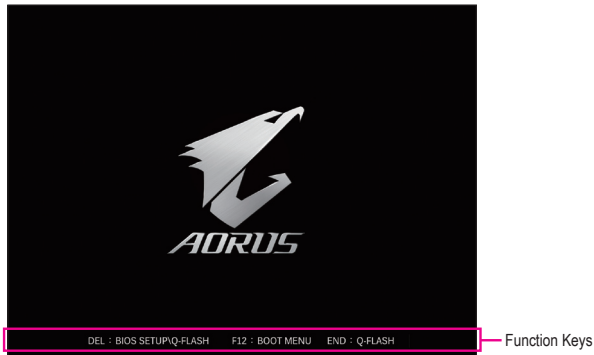 AORUS
DEL : BIOS SETUP\Q-FLASH F12 : BOOT MENU END : Q-FLASH
Function Keys